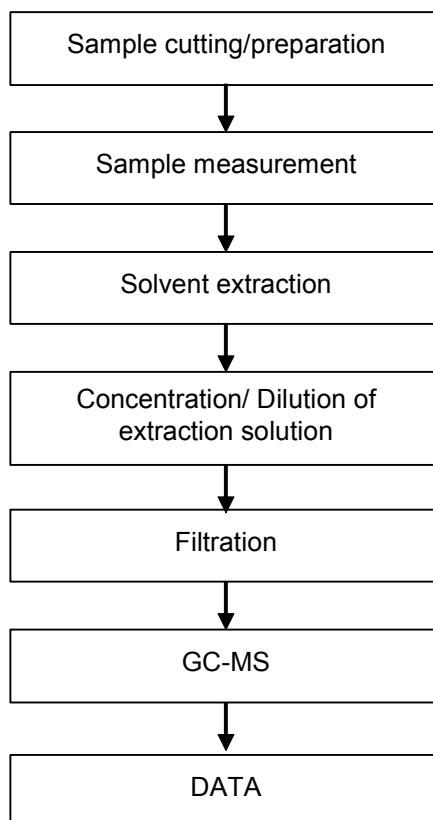 Sample cutting/preparation
Sample measurement
Solvent extraction
Concentration/ Dilution of
extraction solution
Filtration
GC-MS
DATA